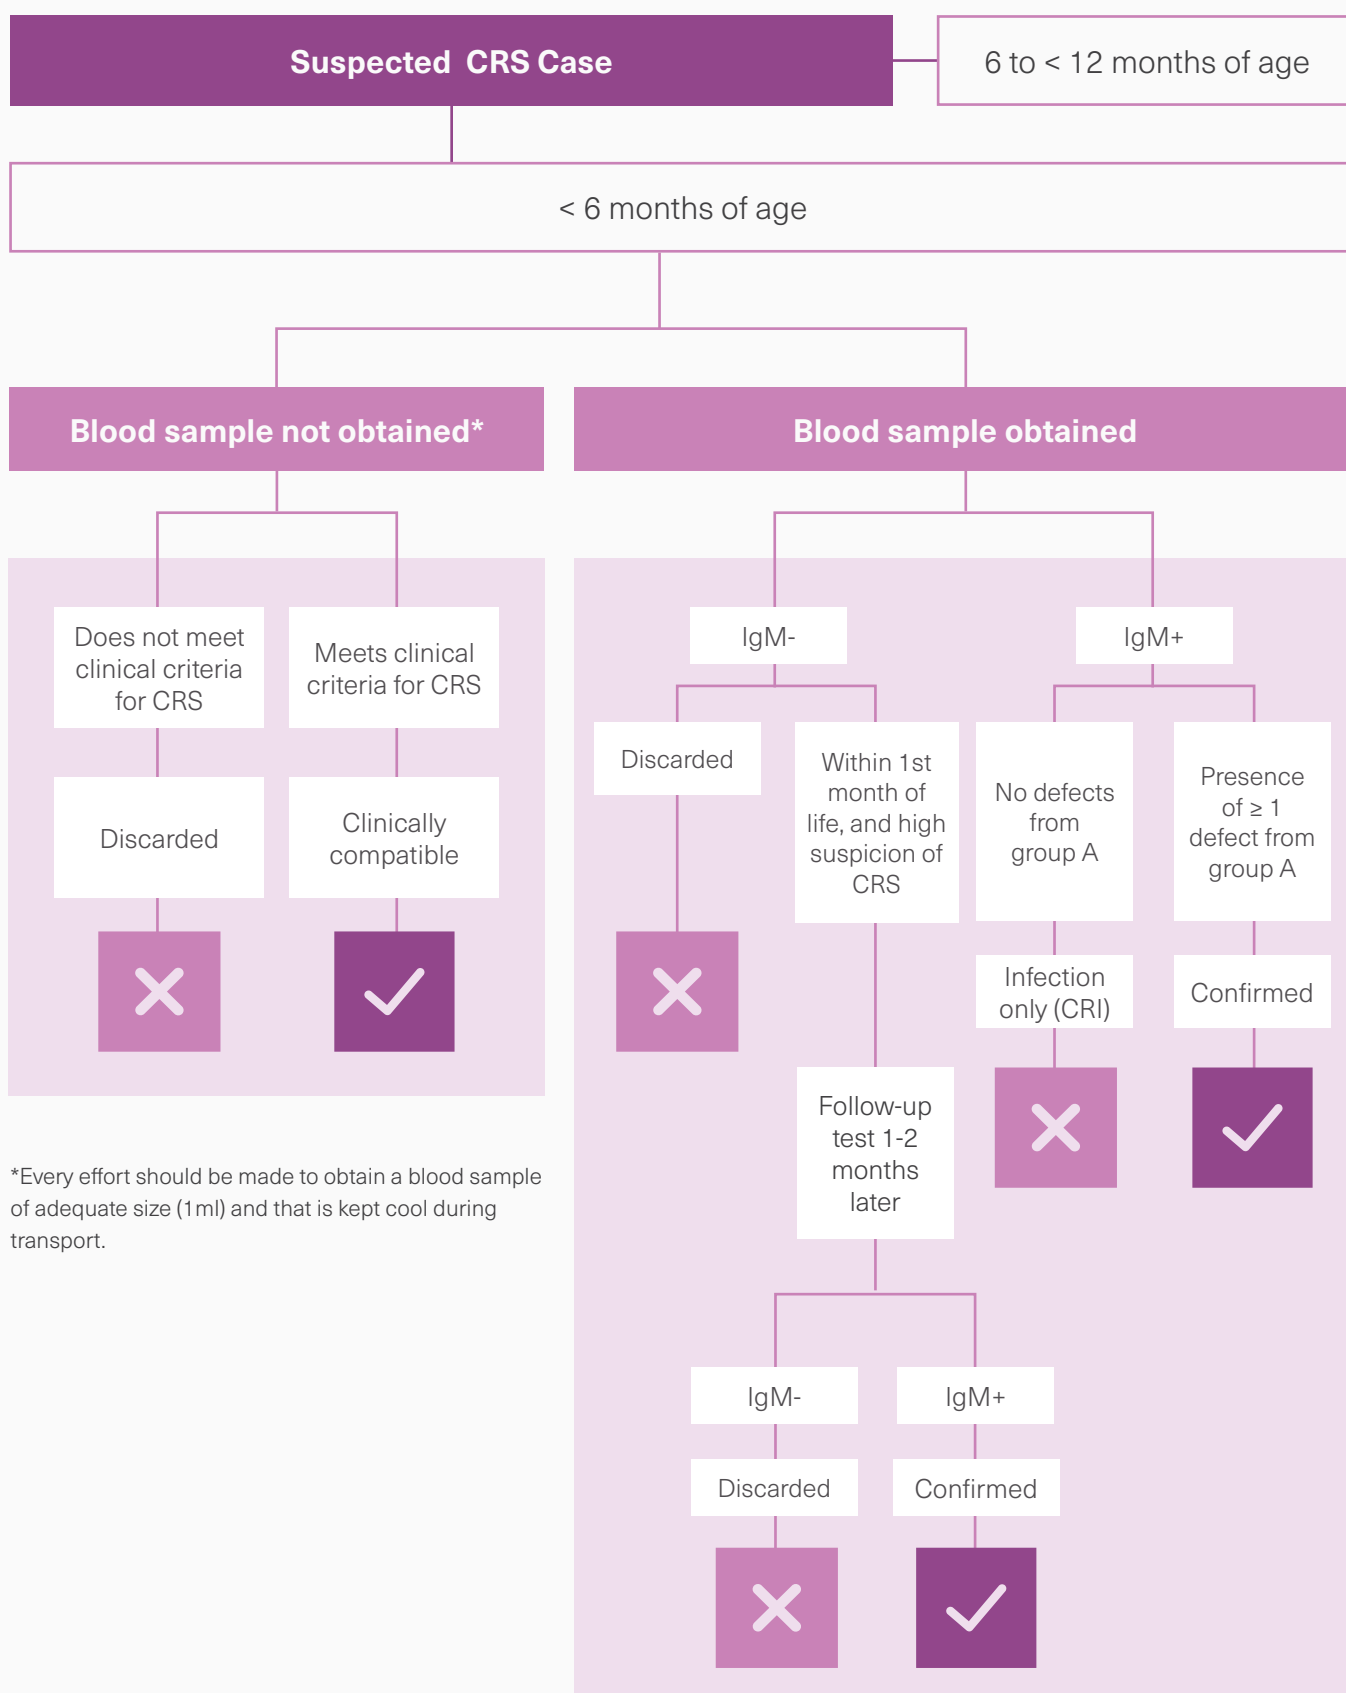 Suspected CRS Case
6 to < 12 months of age
< 6 months of age
Blood sample not obtained*
Blood sample obtained
Does not meet
clinical criteria
for CRS
Meets clinical
criteria for CRS
Discarded
Clinically
compatible
IgM-
IgM+
Discarded
Within 1st
month of
life, and high
suspicion of
CRS
No defects
from
group A
Presence
of ≥ 1
defect from
group A
Infection
only (CRI)
Confirmed
Follow-up
test 1-2
months
later
IgM-
IgM+
Discarded
Confirmed
*Every effort should be made to obtain a blood sample
of adequate size (1ml) and that is kept cool during
transport.